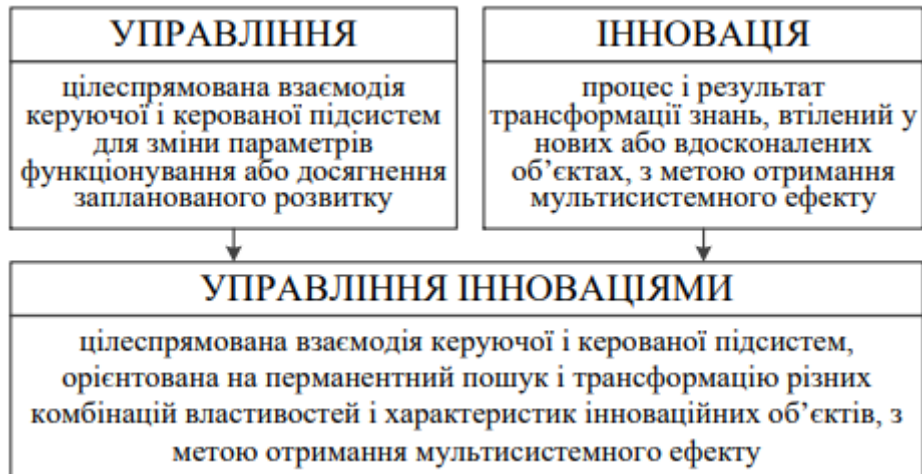 УПРАВЛІННЯ
цілеспрямована взаємодія
керуючої і керованої підсистем
для зміни параметрів
функціонування або досягнення
запланованого розвитку
ІННОВАЦІЯ
процес і результат
трансформації знань, втілений у
нових або вдосконалених
об’єктах, з метою отримання
мультисистемного ефекту
УПРАВЛІННЯ ІННОВАЦІЯМИ
цілеспрямована взаємодія керуючої і керованої підсистем,
орієнтована на перманентний пошук і трансформацію різних
комбінацій властивостей і характеристик інноваційних об’єктів, з
метою отримання мультисистемного ефекту